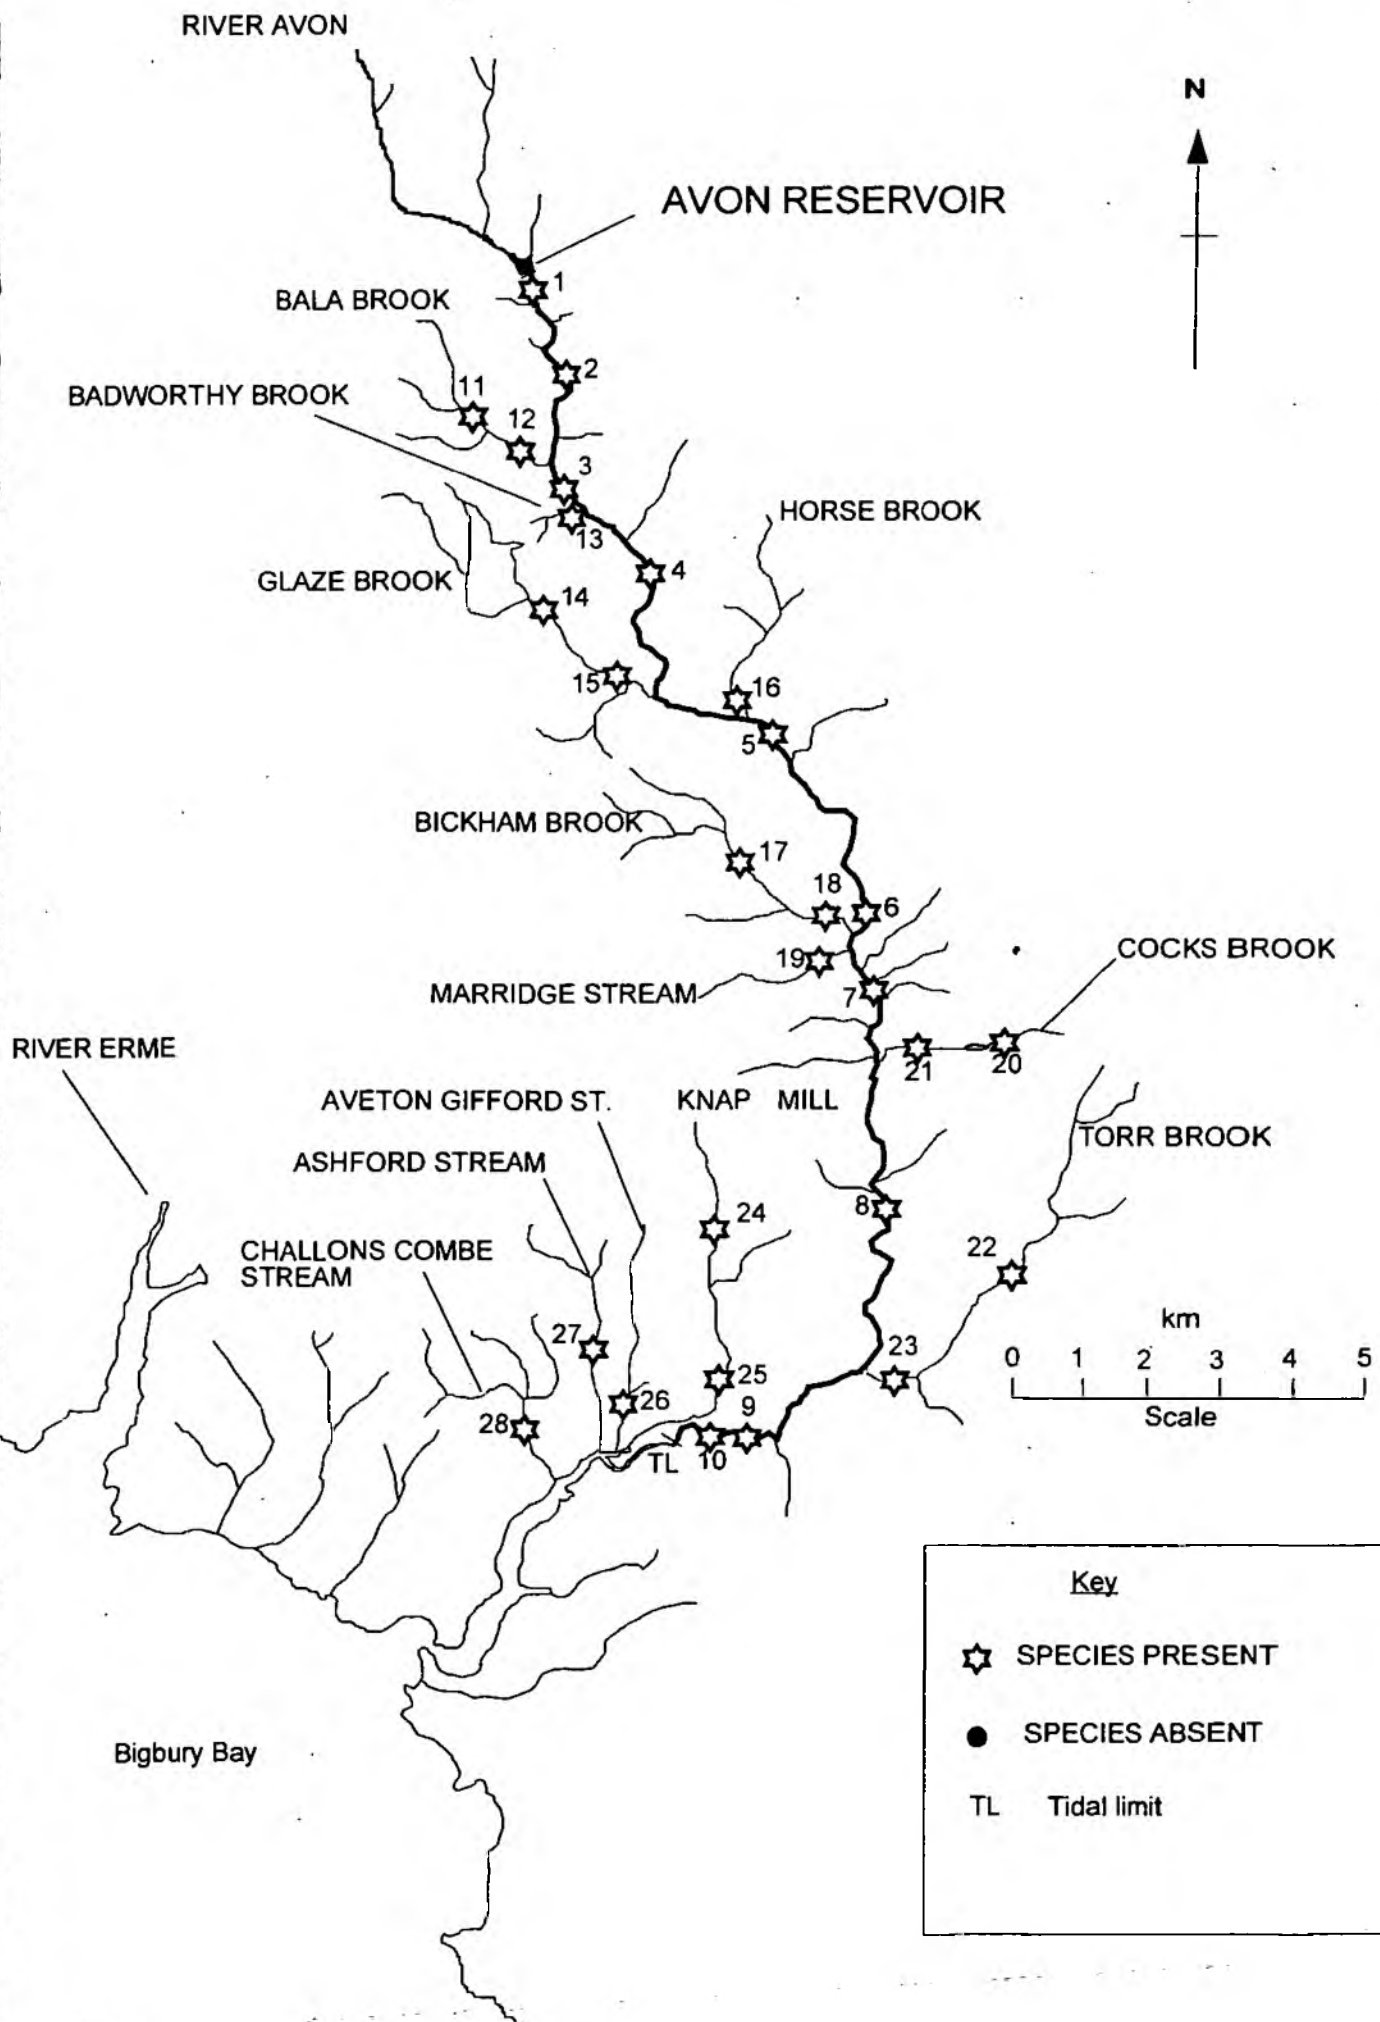 RIVER AVON
N
AVON RESERVOIR
1
BALA BROOK
2
BADWORTHY BROOK
11
12
3
HORSE BROOK
13
4
GLAZE BROOK
14
15
16
5
BICKHAM BROOK
17
18
6
COCKS BROOK
19
MARRIDGE STREAM
7
RIVER ERME
21
20
AVETON GIFFORD ST.
KNAP MILL
TORR BROOK
ASHFORD STREAM
8
24
22
CHALLONS COMBE
STREAM
km
27
23
0 1 2 3 4 5
25
26
9
Scale
28
TL
10
Key
SPECIES PRESENT
SPECIES ABSENT
Bigbury Bay
TL Tidal limit